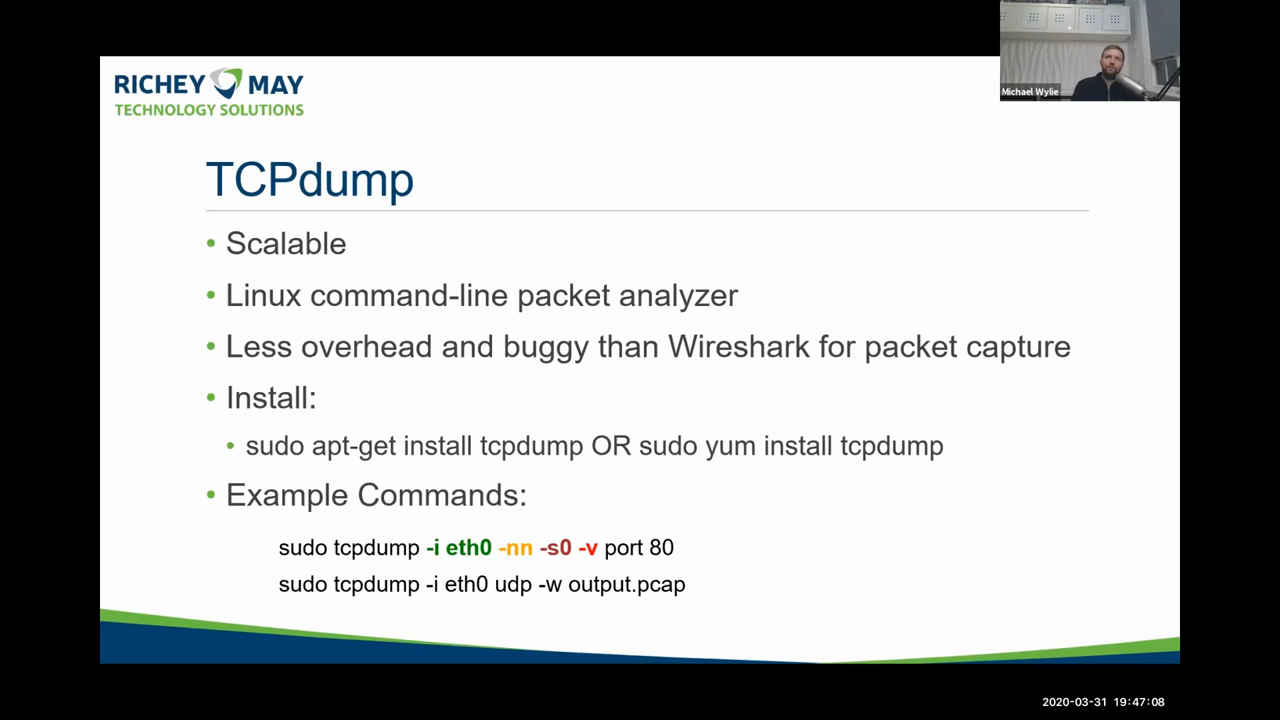 RICHEY MAY
TECHNOLOGY SOLUTIONS
Michael Wylie
TCPdump
• Scalable
• Linux command-line packet analyzer
• Less overhead and buggy than Wireshark for packet capture
• Install:
• sudo apt-get install tcpdump OR sudo yum install tcpdump
• Example Commands:
sudo tcpdump -i eth0 -nn -s0 -v port 80
sudo tcpdump -i eth0 udp -w output.pcap
2020-03-31 19:47:08